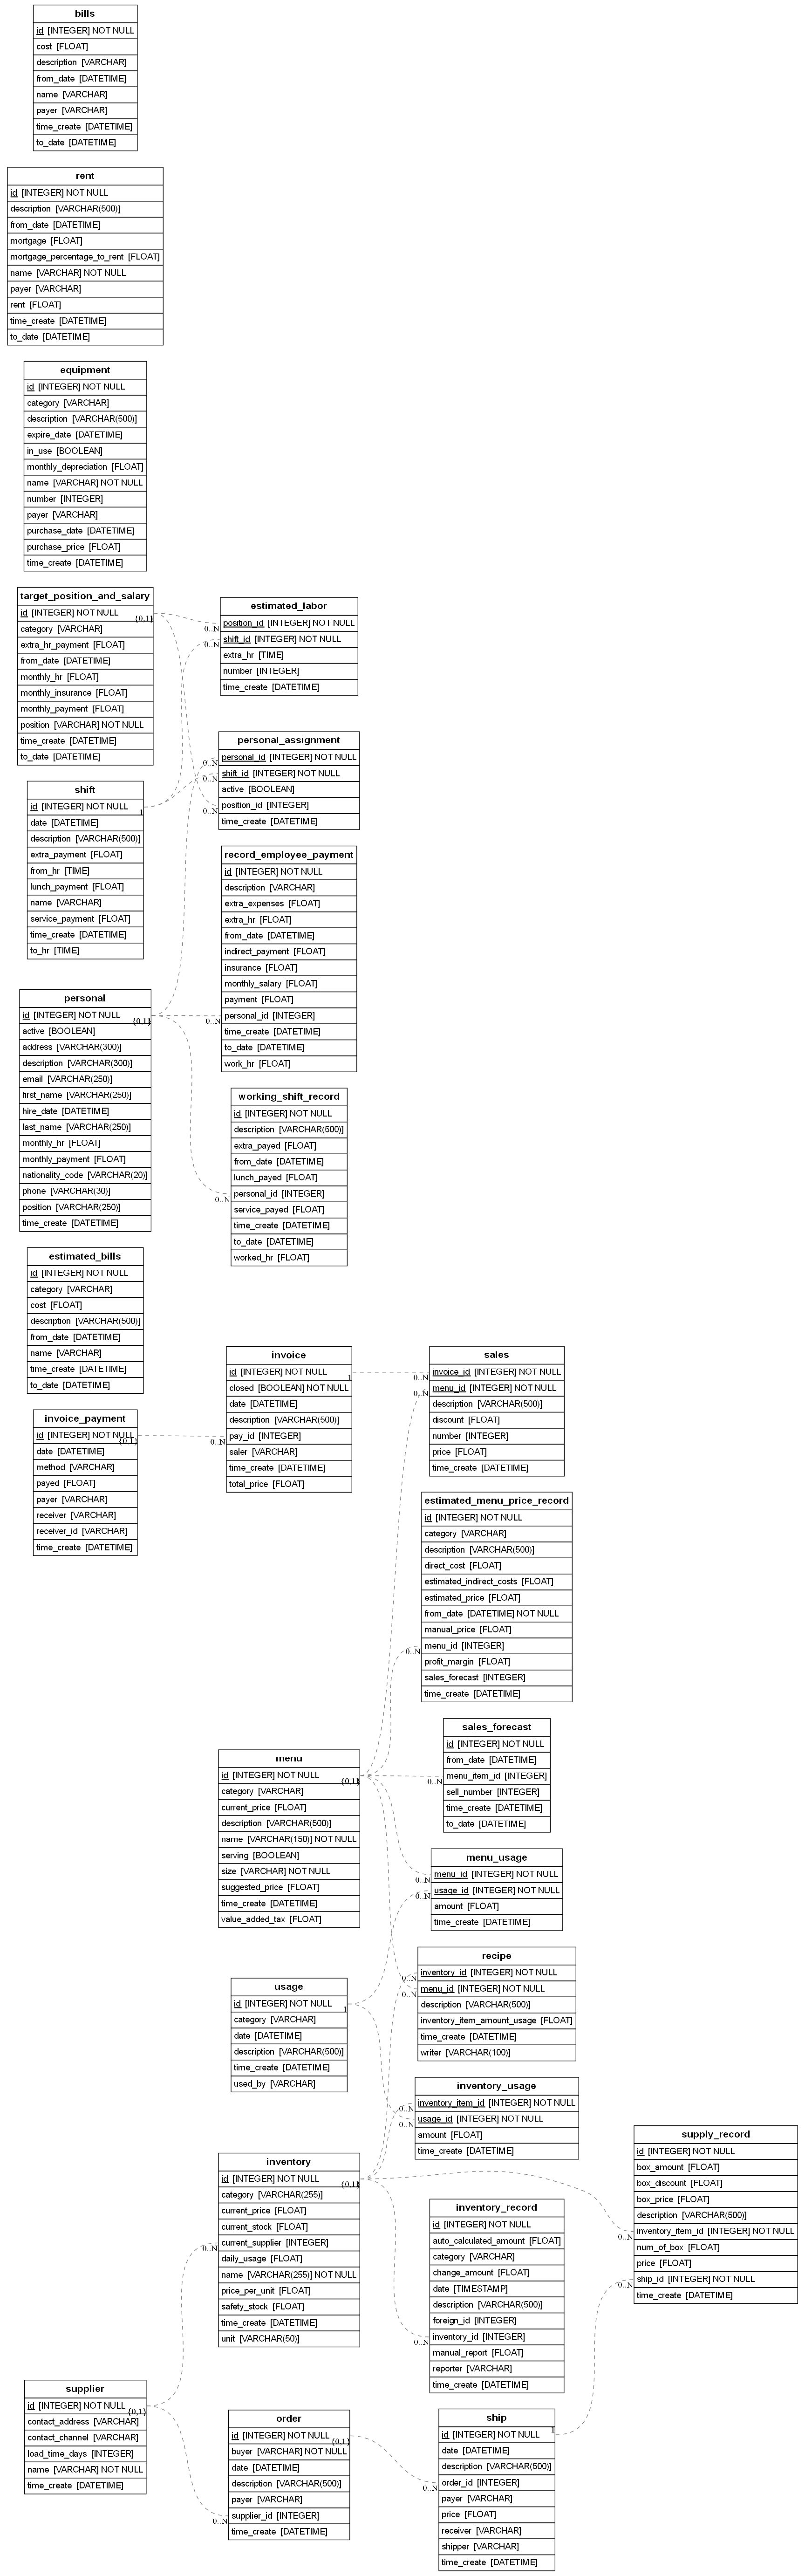 bills
id [INTEGER] NOT NULL
cost [FLOAT]
description [VARCHAR]
from_date [DATETIME]
name [VARCHAR]
payer [VARCHAR]
time_create [DATETIME]
to_date [DATETIME]
rent
id [INTEGER] NOT NULL
description [VARCHAR(500)]
from_date [DATETIME]
mortgage [FLOAT]
mortgage_percentage_to_rent [FLOAT]
name [VARCHAR] NOT NULL
payer [VARCHAR]
rent [FLOAT]
time_create [DATETIME]
to_date [DATETIME]
equipment
id [INTEGER] NOT NULL
category [VARCHAR]
description [VARCHAR(500)]
expire_date [DATETIME]
in_use [BOOLEAN]
monthly_depreciation [FLOAT]
name [VARCHAR] NOT NULL
number [INTEGER]
payer [VARCHAR]
purchase_date [DATETIME]
purchase_price [FLOAT]
time_create [DATETIME]
target_position_and_salary
id [INTEGER] NOT NULL
{0,1}
category [VARCHAR]
extra_hr_payment [FLOAT]
from_date [DATETIME]
monthly_hr [FLOAT]
monthly_insurance [FLOAT]
monthly_payment [FLOAT]
position [VARCHAR] NOT NULL
time_create [DATETIME]
to_date [DATETIME]
estimated_labor
position_id [INTEGER] NOT NULL
0..N
shift_id [INTEGER] NOT NULL
0..N
extra_hr [TIME]
number [INTEGER]
time_create [DATETIME]
personal_assignment
personal_id [INTEGER] NOT NULL
0..N
shift_id [INTEGER] NOT NULL
0..N
active [BOOLEAN]
position_id [INTEGER]
0..N
time_create [DATETIME]
shift
id [INTEGER] NOT NULL
1
date [DATETIME]
description [VARCHAR(500)]
extra_payment [FLOAT]
from_hr [TIME]
lunch_payment [FLOAT]
name [VARCHAR]
service_payment [FLOAT]
time_create [DATETIME]
to_hr [TIME]
record_employee_payment
id [INTEGER] NOT NULL
description [VARCHAR]
extra_expenses [FLOAT]
extra_hr [FLOAT]
from_date [DATETIME]
indirect_payment [FLOAT]
insurance [FLOAT]
monthly_salary [FLOAT]
payment [FLOAT]
personal_id [INTEGER]
0..N
time_create [DATETIME]
to_date [DATETIME]
work_hr [FLOAT]
personal
id [INTEGER] NOT NULL
{0,1}
active [BOOLEAN]
address [VARCHAR(300)]
description [VARCHAR(300)]
email [VARCHAR(250)]
first_name [VARCHAR(250)]
hire_date [DATETIME]
last_name [VARCHAR(250)]
monthly_hr [FLOAT]
monthly_payment [FLOAT]
nationality_code [VARCHAR(20)]
phone [VARCHAR(30)]
position [VARCHAR(250)]
time_create [DATETIME]
working_shift_record
id [INTEGER] NOT NULL
description [VARCHAR(500)]
extra_payed [FLOAT]
from_date [DATETIME]
lunch_payed [FLOAT]
personal_id [INTEGER]
0..N
service_payed [FLOAT]
time_create [DATETIME]
to_date [DATETIME]
worked_hr [FLOAT]
estimated_bills
id [INTEGER] NOT NULL
category [VARCHAR]
cost [FLOAT]
description [VARCHAR(500)]
from_date [DATETIME]
name [VARCHAR]
time_create [DATETIME]
to_date [DATETIME]
invoice_payment
id [INTEGER] NOT NULL
{0,1}
date [DATETIME]
method [VARCHAR]
payed [FLOAT]
payer [VARCHAR]
receiver [VARCHAR]
receiver_id [VARCHAR]
time_create [DATETIME]
invoice
id [INTEGER] NOT NULL
1
closed [BOOLEAN] NOT NULL
date [DATETIME]
description [VARCHAR(500)]
pay_id [INTEGER]
0..N
saler [VARCHAR]
time_create [DATETIME]
total_price [FLOAT]
sales
invoice_id [INTEGER] NOT NULL
0..N
menu_id [INTEGER] NOT NULL
0..N
description [VARCHAR(500)]
discount [FLOAT]
number [INTEGER]
price [FLOAT]
time_create [DATETIME]
estimated_menu_price_record
id [INTEGER] NOT NULL
category [VARCHAR]
description [VARCHAR(500)]
direct_cost [FLOAT]
estimated_indirect_costs [FLOAT]
estimated_price [FLOAT]
from_date [DATETIME] NOT NULL
manual_price [FLOAT]
menu_id [INTEGER]
0..N
profit_margin [FLOAT]
sales_forecast [INTEGER]
time_create [DATETIME]
sales_forecast
id [INTEGER] NOT NULL
from_date [DATETIME]
menu_item_id [INTEGER]
0..N
sell_number [INTEGER]
time_create [DATETIME]
to_date [DATETIME]
menu
id [INTEGER] NOT NULL
{0,1}
category [VARCHAR]
current_price [FLOAT]
description [VARCHAR(500)]
name [VARCHAR(150)] NOT NULL
serving [BOOLEAN]
size [VARCHAR] NOT NULL
suggested_price [FLOAT]
time_create [DATETIME]
value_added_tax [FLOAT]
menu_usage
menu_id [INTEGER] NOT NULL
0..N
usage_id [INTEGER] NOT NULL
0..N
amount [FLOAT]
time_create [DATETIME]
recipe
inventory_id [INTEGER] NOT NULL
0..N
menu_id [INTEGER] NOT NULL
0..N
description [VARCHAR(500)]
inventory_item_amount_usage [FLOAT]
time_create [DATETIME]
writer [VARCHAR(100)]
usage
id [INTEGER] NOT NULL
1
category [VARCHAR]
date [DATETIME]
description [VARCHAR(500)]
time_create [DATETIME]
used_by [VARCHAR]
inventory_usage
inventory_item_id [INTEGER] NOT NULL
0..N
usage_id [INTEGER] NOT NULL
0..N
amount [FLOAT]
time_create [DATETIME]
inventory
id [INTEGER] NOT NULL
{0,1}
category [VARCHAR(255)]
current_price [FLOAT]
current_stock [FLOAT]
current_supplier [INTEGER]
0..N
daily_usage [FLOAT]
name [VARCHAR(255)] NOT NULL
price_per_unit [FLOAT]
safety_stock [FLOAT]
time_create [DATETIME]
unit [VARCHAR(50)]
inventory_record
id [INTEGER] NOT NULL
auto_calculated_amount [FLOAT]
category [VARCHAR]
change_amount [FLOAT]
date [TIMESTAMP]
description [VARCHAR(500)]
foreign_id [INTEGER]
inventory_id [INTEGER]
0..N
manual_report [FLOAT]
reporter [VARCHAR]
time_create [DATETIME]
supply_record
id [INTEGER] NOT NULL
box_amount [FLOAT]
box_discount [FLOAT]
box_price [FLOAT]
description [VARCHAR(500)]
inventory_item_id [INTEGER] NOT NULL
0..N
num_of_box [FLOAT]
price [FLOAT]
ship_id [INTEGER] NOT NULL
0..N
time_create [DATETIME]
supplier
id [INTEGER] NOT NULL
{0,1}
contact_address [VARCHAR]
contact_channel [VARCHAR]
load_time_days [INTEGER]
name [VARCHAR] NOT NULL
time_create [DATETIME]
order
id [INTEGER] NOT NULL
{0,1}
buyer [VARCHAR] NOT NULL
date [DATETIME]
description [VARCHAR(500)]
payer [VARCHAR]
supplier_id [INTEGER]
0..N
time_create [DATETIME]
ship
id [INTEGER] NOT NULL
1
date [DATETIME]
description [VARCHAR(500)]
order_id [INTEGER]
0..N
payer [VARCHAR]
price [FLOAT]
receiver [VARCHAR]
shipper [VARCHAR]
time_create [DATETIME]